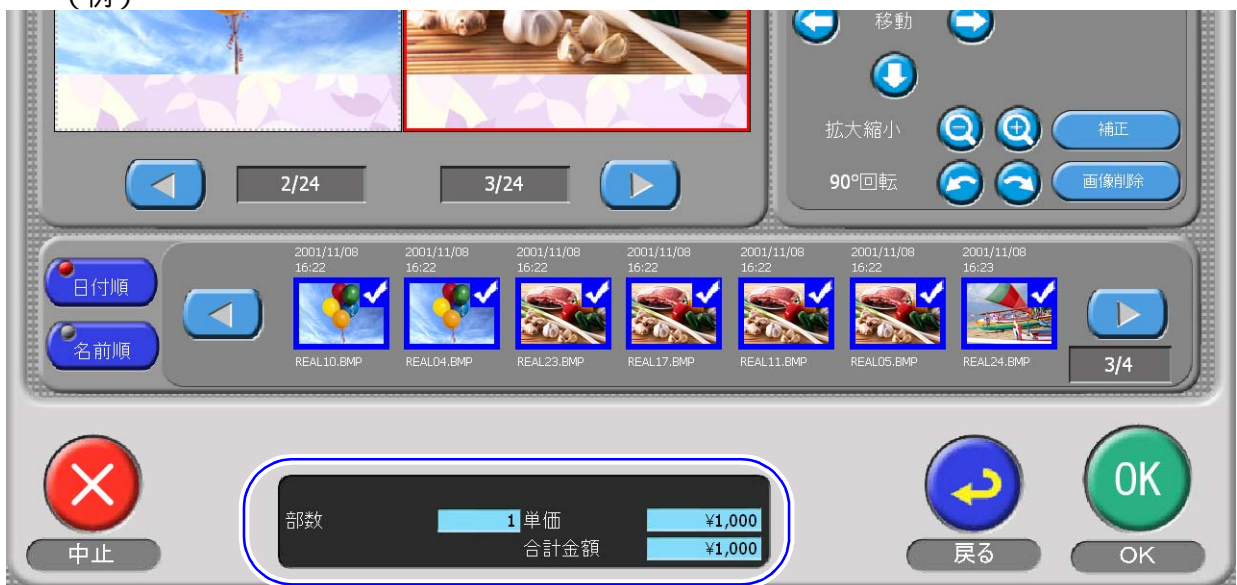 (例)
移動
拡大縮小
補正
2/24
3/24
90°回転
画像削除
日付順
名前順
2001/11/08
16:22
2001/11/08
16:22
2001/11/08
16:22
2001/11/08
16:22
2001/11/08
16:22
2001/11/08
16:22
2001/11/08
16:23
REAL10.BMP
REAL04.BMP
REAL23.BMP
REAL17.BMP
REAL11.BMP
REAL05.BMP
REAL24.BMP
3/4
中止
部数 1 単価 ¥1,000
合計金額 ¥1,000
戻る
OK
OK